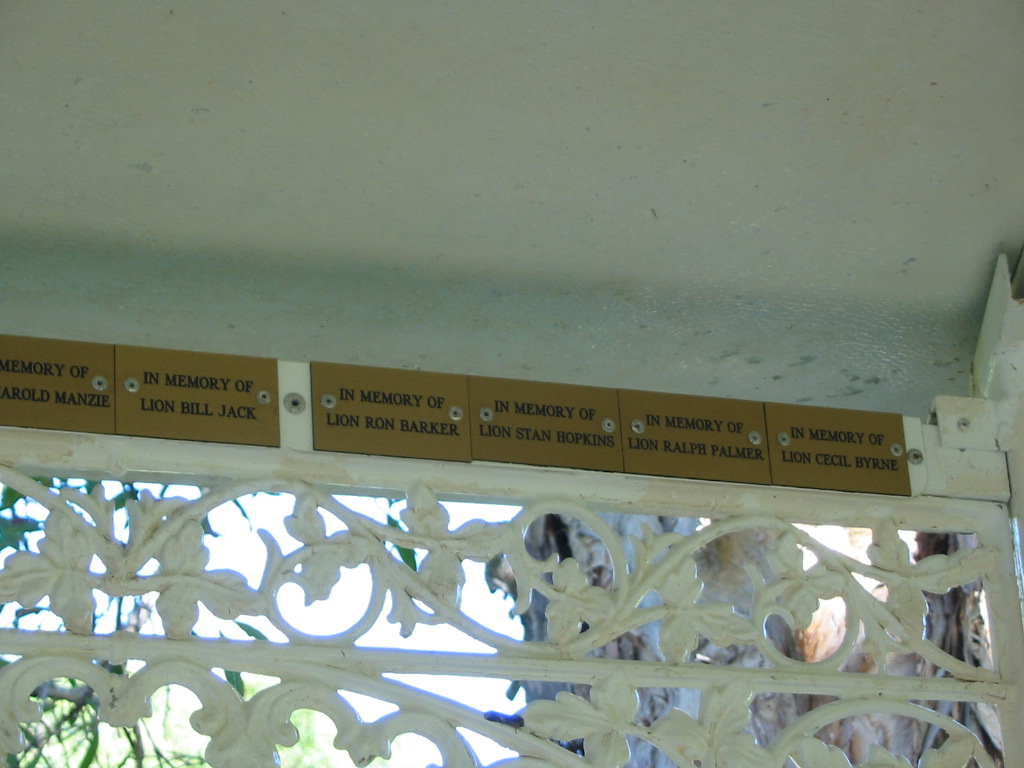 MEMORY OF
HAROLD MANZIE
IN MEMORY OF
LION BILL JACK
IN MEMORY OF
LION RON BARKER
IN MEMORY OF
LION STAN HOPKINS
IN MEMORY OF
LION RALPH PALMER
IN MEMORY OF
LION CECIL BYRNE